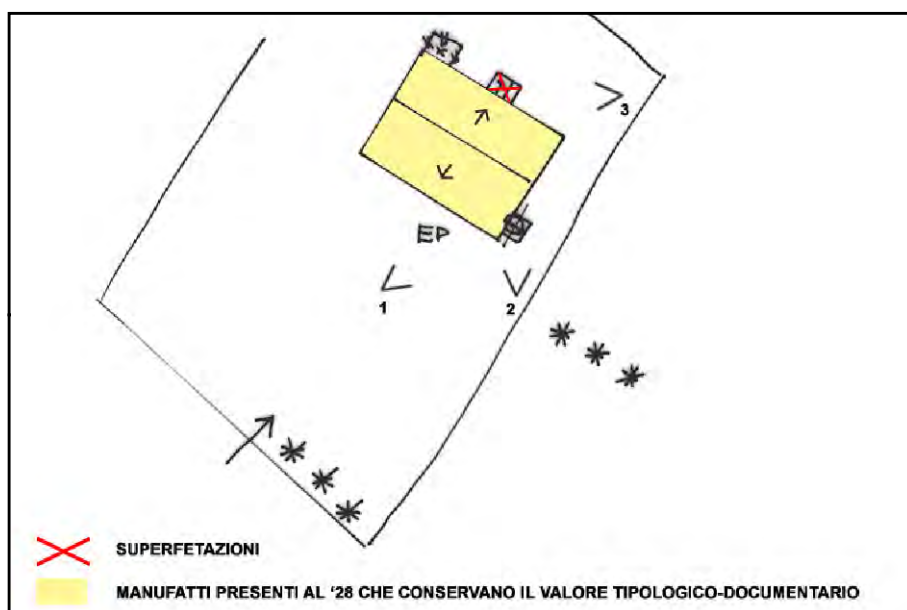 3
EP
1
2
SUPERFETAZIONI
MANUFATTI PRESENTI AL '28 CHE CONSERVANO IL VALORE TIPOLOGICO-DOCUMENTARIO